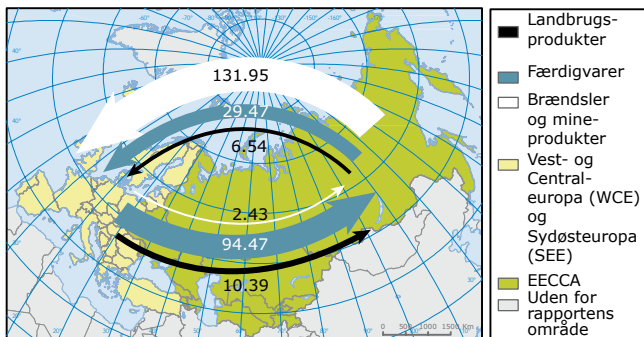 131.95
29.47
6.54
2.43
94.47
10.39
0 500 1000 1500 Km
Landbrugs-
produkter
Færdigvarer
Brændsler
og mine-
produkter
Vest- og
Central-
europa (WCE)
og
Sydøsteuropa
(SEE)
EECCA
Uden for
rapportens
område